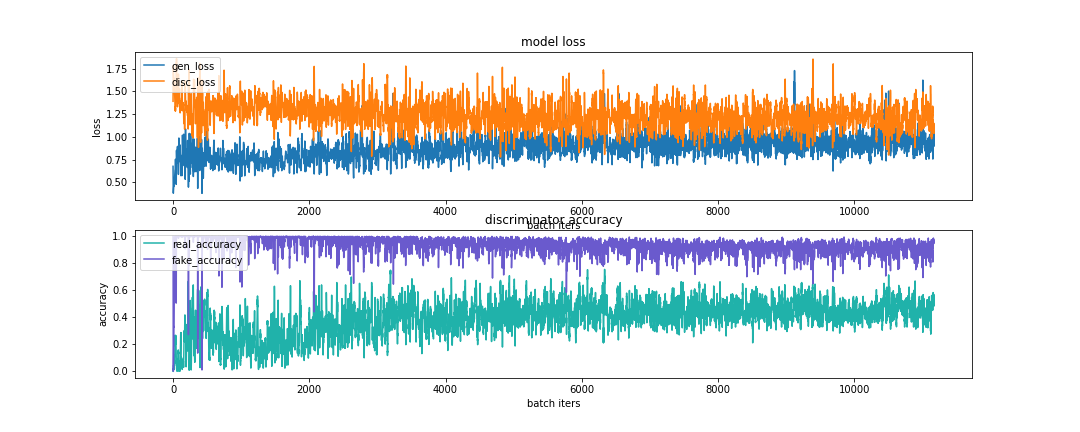 model loss
gen_loss
disc_loss
1.75
1.50
1.25
1.00
0.75
0.50
loss
0 2000 4000 6000 8000 10000
batch iters
discriminator accuracy
real_accuracy
fake_accuracy
1.0
0.8
0.6
0.4
0.2
0.0
accuracy
0 2000 4000 6000 8000 10000
batch iters